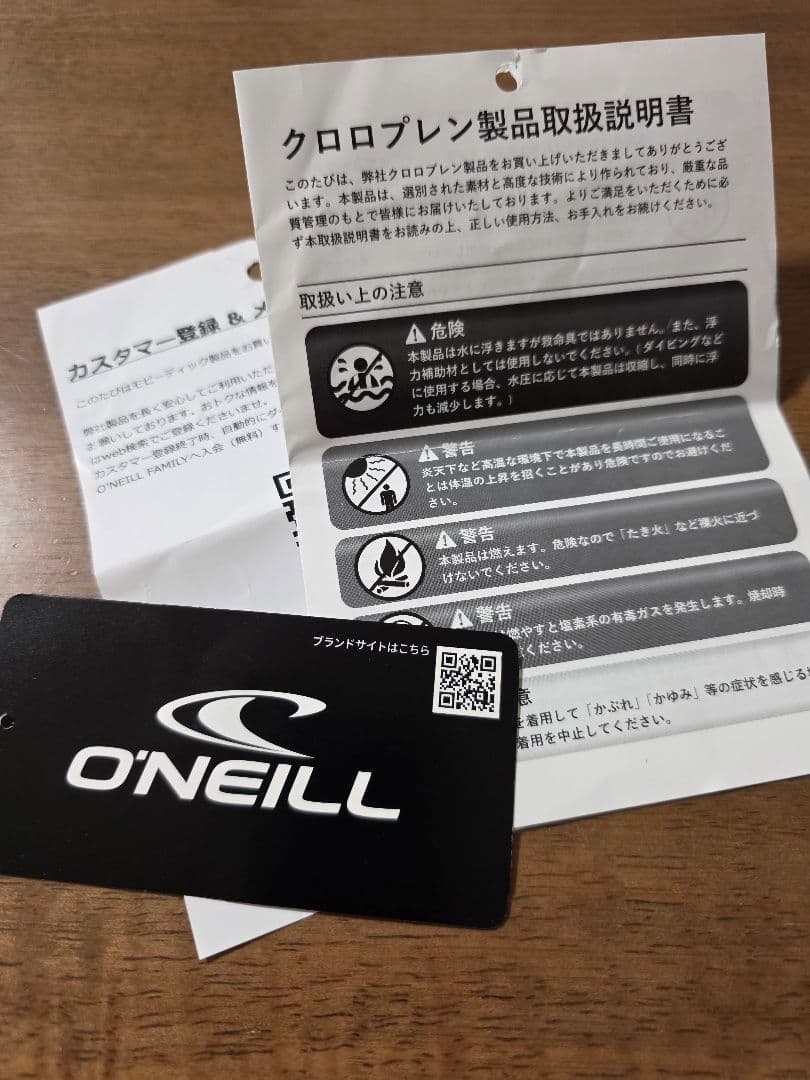 クロロプレン製品取扱説明書
このたびは、弊社クロロプレン製品をお買い上げいただきましてありがとうござ
います。本製品は、選別された素材と高度な技術により作られており、厳重な品
質管理のもとで皆様にお届けいたしております。よりご満足をいただくために必
ず本取扱説明書をお読みの上、正しい使用方法、お手入れをお続けください。
取扱い上の注意
危険
本製品は水に浮きますが救命具ではありません。また、浮
力補助材としては使用しないでください。(ダイビングなど
に使用する場合、水圧に応じて本製品は収縮し、同時に浮
力も減少します。)
警告
炎天下など高温な環境下で本製品を長時間ご使用になるこ
とは体温の上昇を招くことがあり危険ですのでお避けくだ
さい。
警告
本製品は燃えます。危険なので「たき火」など裸火に近づ
けないでください。
警告
燃やすと塩素系の有毒ガスを発生します。焼却時
ください。
意
を着用して「かぶれ」「かゆみ」等の症状を感じる
着用を中止してください。
カスタマー登録 &
このたびはモビーディック製品をお買い
弊社製品を長く安心してご利用いただ
お願いしております。おトクな情報を
はweb検索でご登録くださいませ。
カスタマー登録終了時、自動的に
O'NEILL FAMILYへ入会(無料)す
ブランドサイトはこちら
O'NEILL